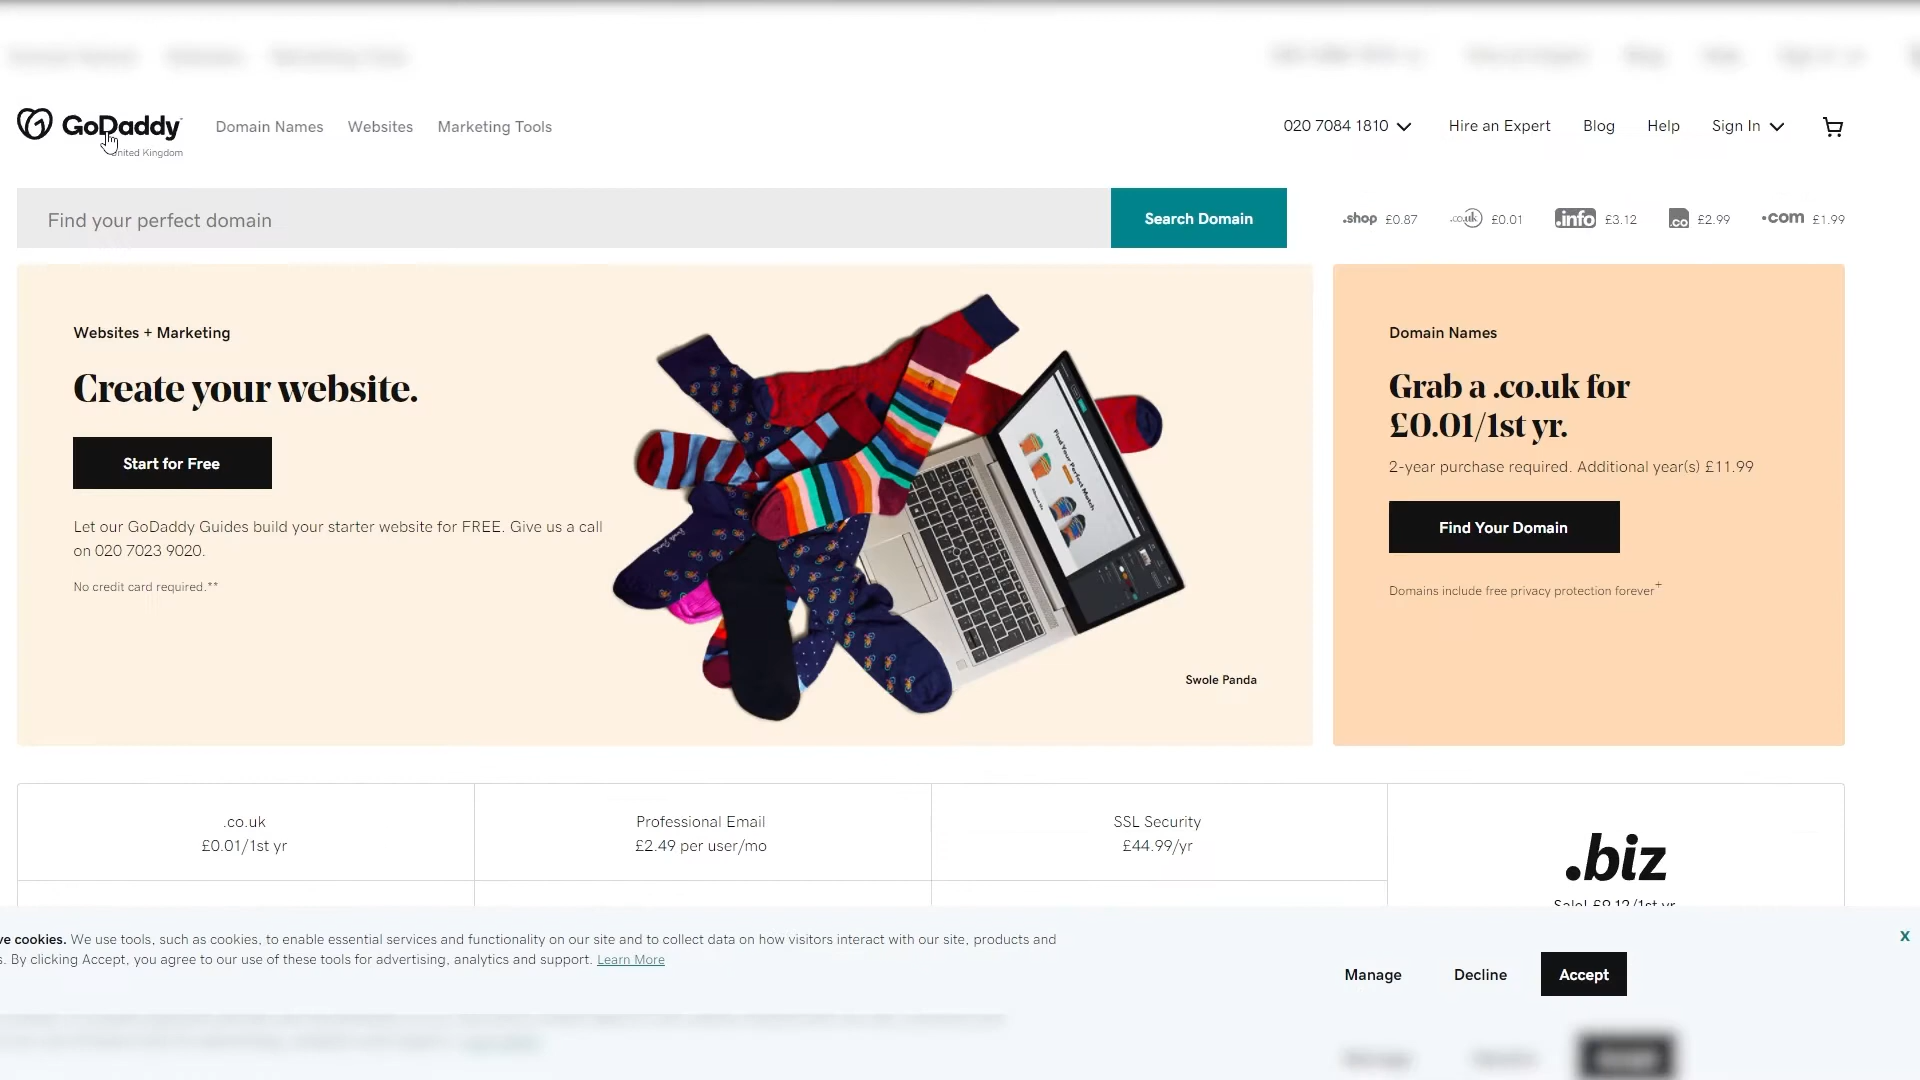 GoDaddy
United Kingdom
Domain Names
Websites
Marketing Tools
020 7084 1810
Hire an Expert
Blog
Help
Sign In
Find your perfect domain
Search Domain
.shop £0.87
.co.uk £0.01
.info £3.12
.co £2.99
.com £1.99
Websites + Marketing
Create your website.
Start for Free
Let our GoDaddy Guides build your starter website for FREE. Give us a call
on 020 7023 9020.
No credit card required.**
Find Your Perfect Match
Swole Panda
Domain Names
Grab a .co.uk for
£0.01/1st yr.
2-year purchase required. Additional year(s) £11.99
Find Your Domain
Domains include free privacy protection forever+
.co.uk
£0.01/1st yr
Professional Email
£2.49 per user/mo
SSL Security
£44.99/yr
.biz
cookies. We use tools, such as cookies, to enable essential services and functionality on our site and to collect data on how visitors interact with our site, products and
By clicking Accept, you agree to our use of these tools for advertising, analytics and support. Learn More
Manage
Decline
Accept
X